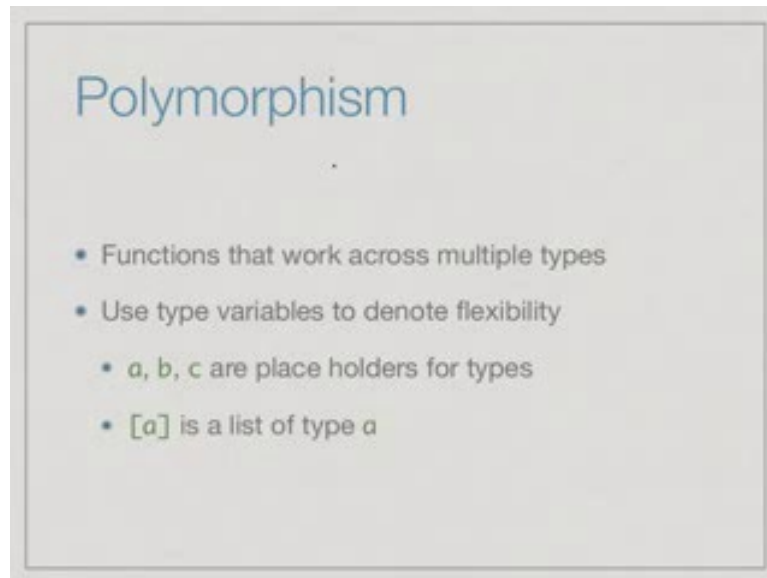 Polymorphism
• Functions that work across multiple types
• Use type variables to denote flexibility
• a, b, c are place holders for types
• [a] is a list of type a